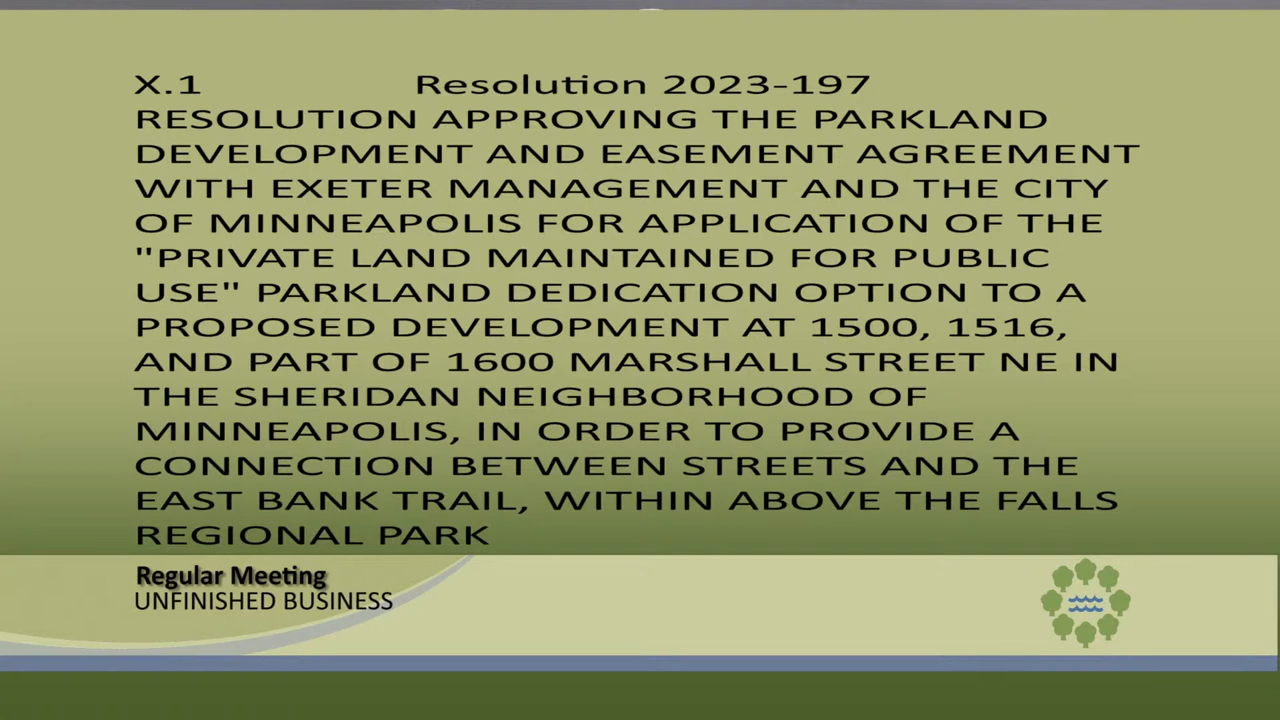 X.1 Resolution 2023-197
RESOLUTION APPROVING THE PARKLAND
DEVELOPMENT AND EASEMENT AGREEMENT
WITH EXETER MANAGEMENT AND THE CITY
OF MINNEAPOLIS FOR APPLICATION OF THE
"PRIVATE LAND MAINTAINED FOR PUBLIC
USE" PARKLAND DEDICATION OPTION TO A
PROPOSED DEVELOPMENT AT 1500, 1516,
AND PART OF 1600 MARSHALL STREET NE IN
THE SHERIDAN NEIGHBORHOOD OF
MINNEAPOLIS, IN ORDER TO PROVIDE A
CONNECTION BETWEEN STREETS AND THE
EAST BANK TRAIL, WITHIN ABOVE THE FALLS
REGIONAL PARK
Regular Meeting
UNFINISHED BUSINESS